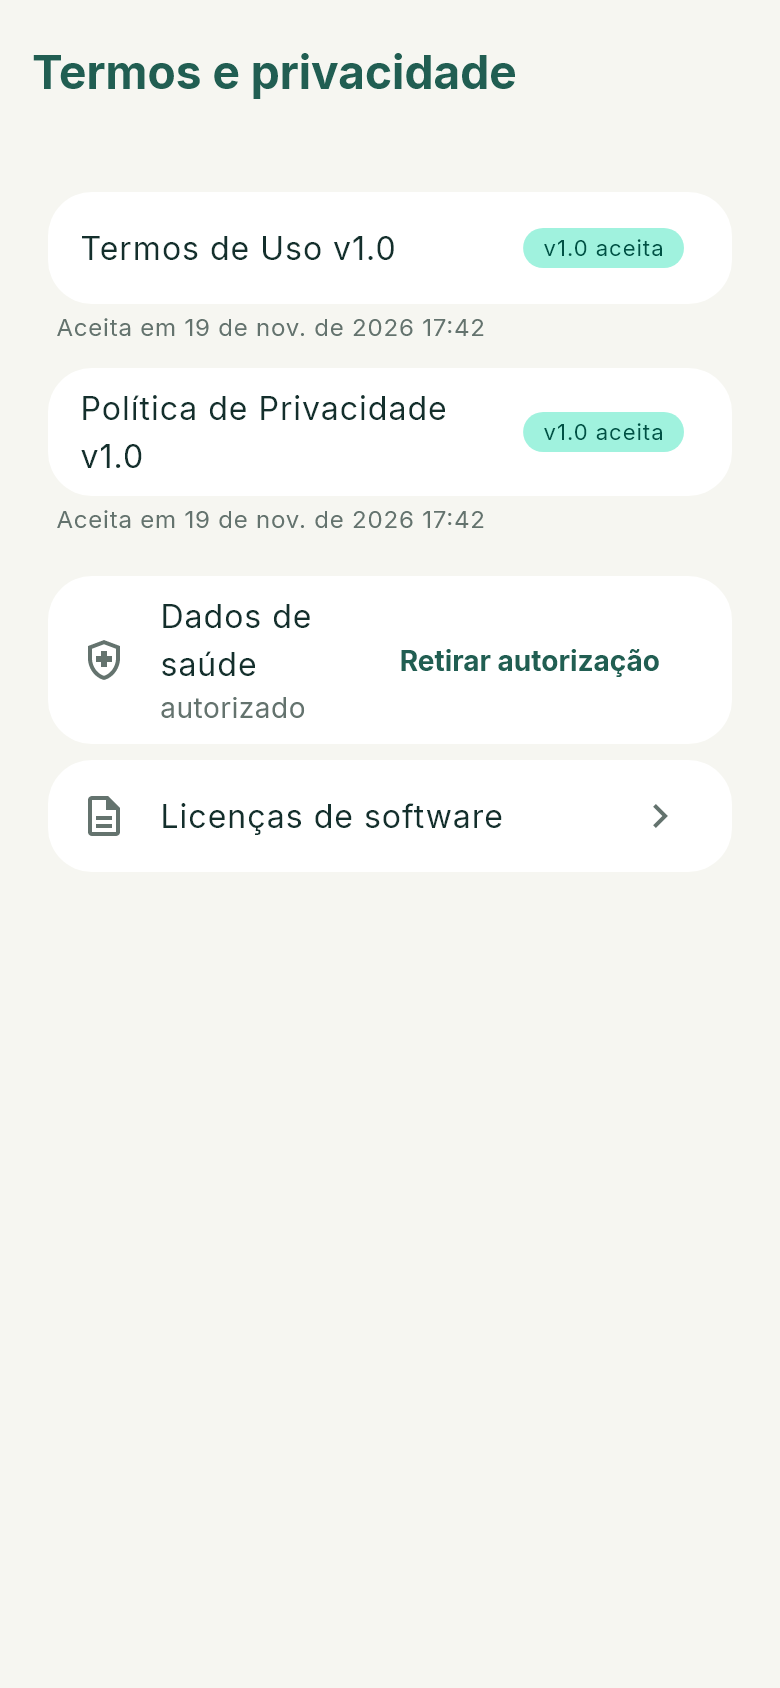 Termos e privacidade
Termos de Uso v1.0
v1.0 aceita
Aceita em 19 de nov. de 2026 17:42
Política de Privacidade
v1.0
v1.0 aceita
Aceita em 19 de nov. de 2026 17:42
Dados de
saúde
autorizado
Retirar autorização
Licenças de software